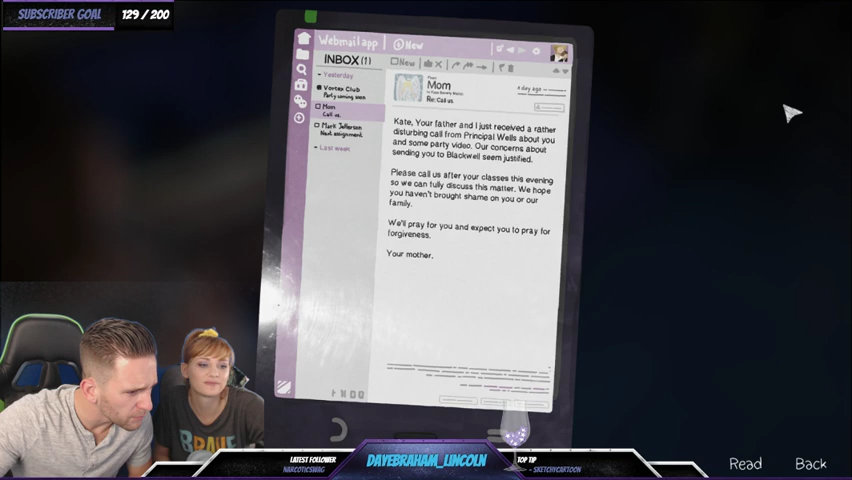 SUBSCRIBER GOAL 129 / 200
Webmail app New
INBOX (1)
New
Yesterday
Vortex Club
Party coming soon
Mom
Call us.
Mark Jefferson
Next assignment
Last week
From
Mom
a day ago
Re: Call us.
Kate, Your father and I just received a rather
disturbing call from Principal Wells about you
and some party video. Our concerns about
sending you to Blackwell seem justified.
Please call us after your classes this evening
so we can fully discuss this matter. We hope
you haven't brought shame on you or our
family.
We'll pray for you and expect you to pray for
forgiveness.
Your mother.
BRAVE
LATEST FOLLOWER
NARCOTICSWAG
DAYEBRAHAM_LINCOLN
TOP TIP
- SKETCHYCARTOON
Read Back